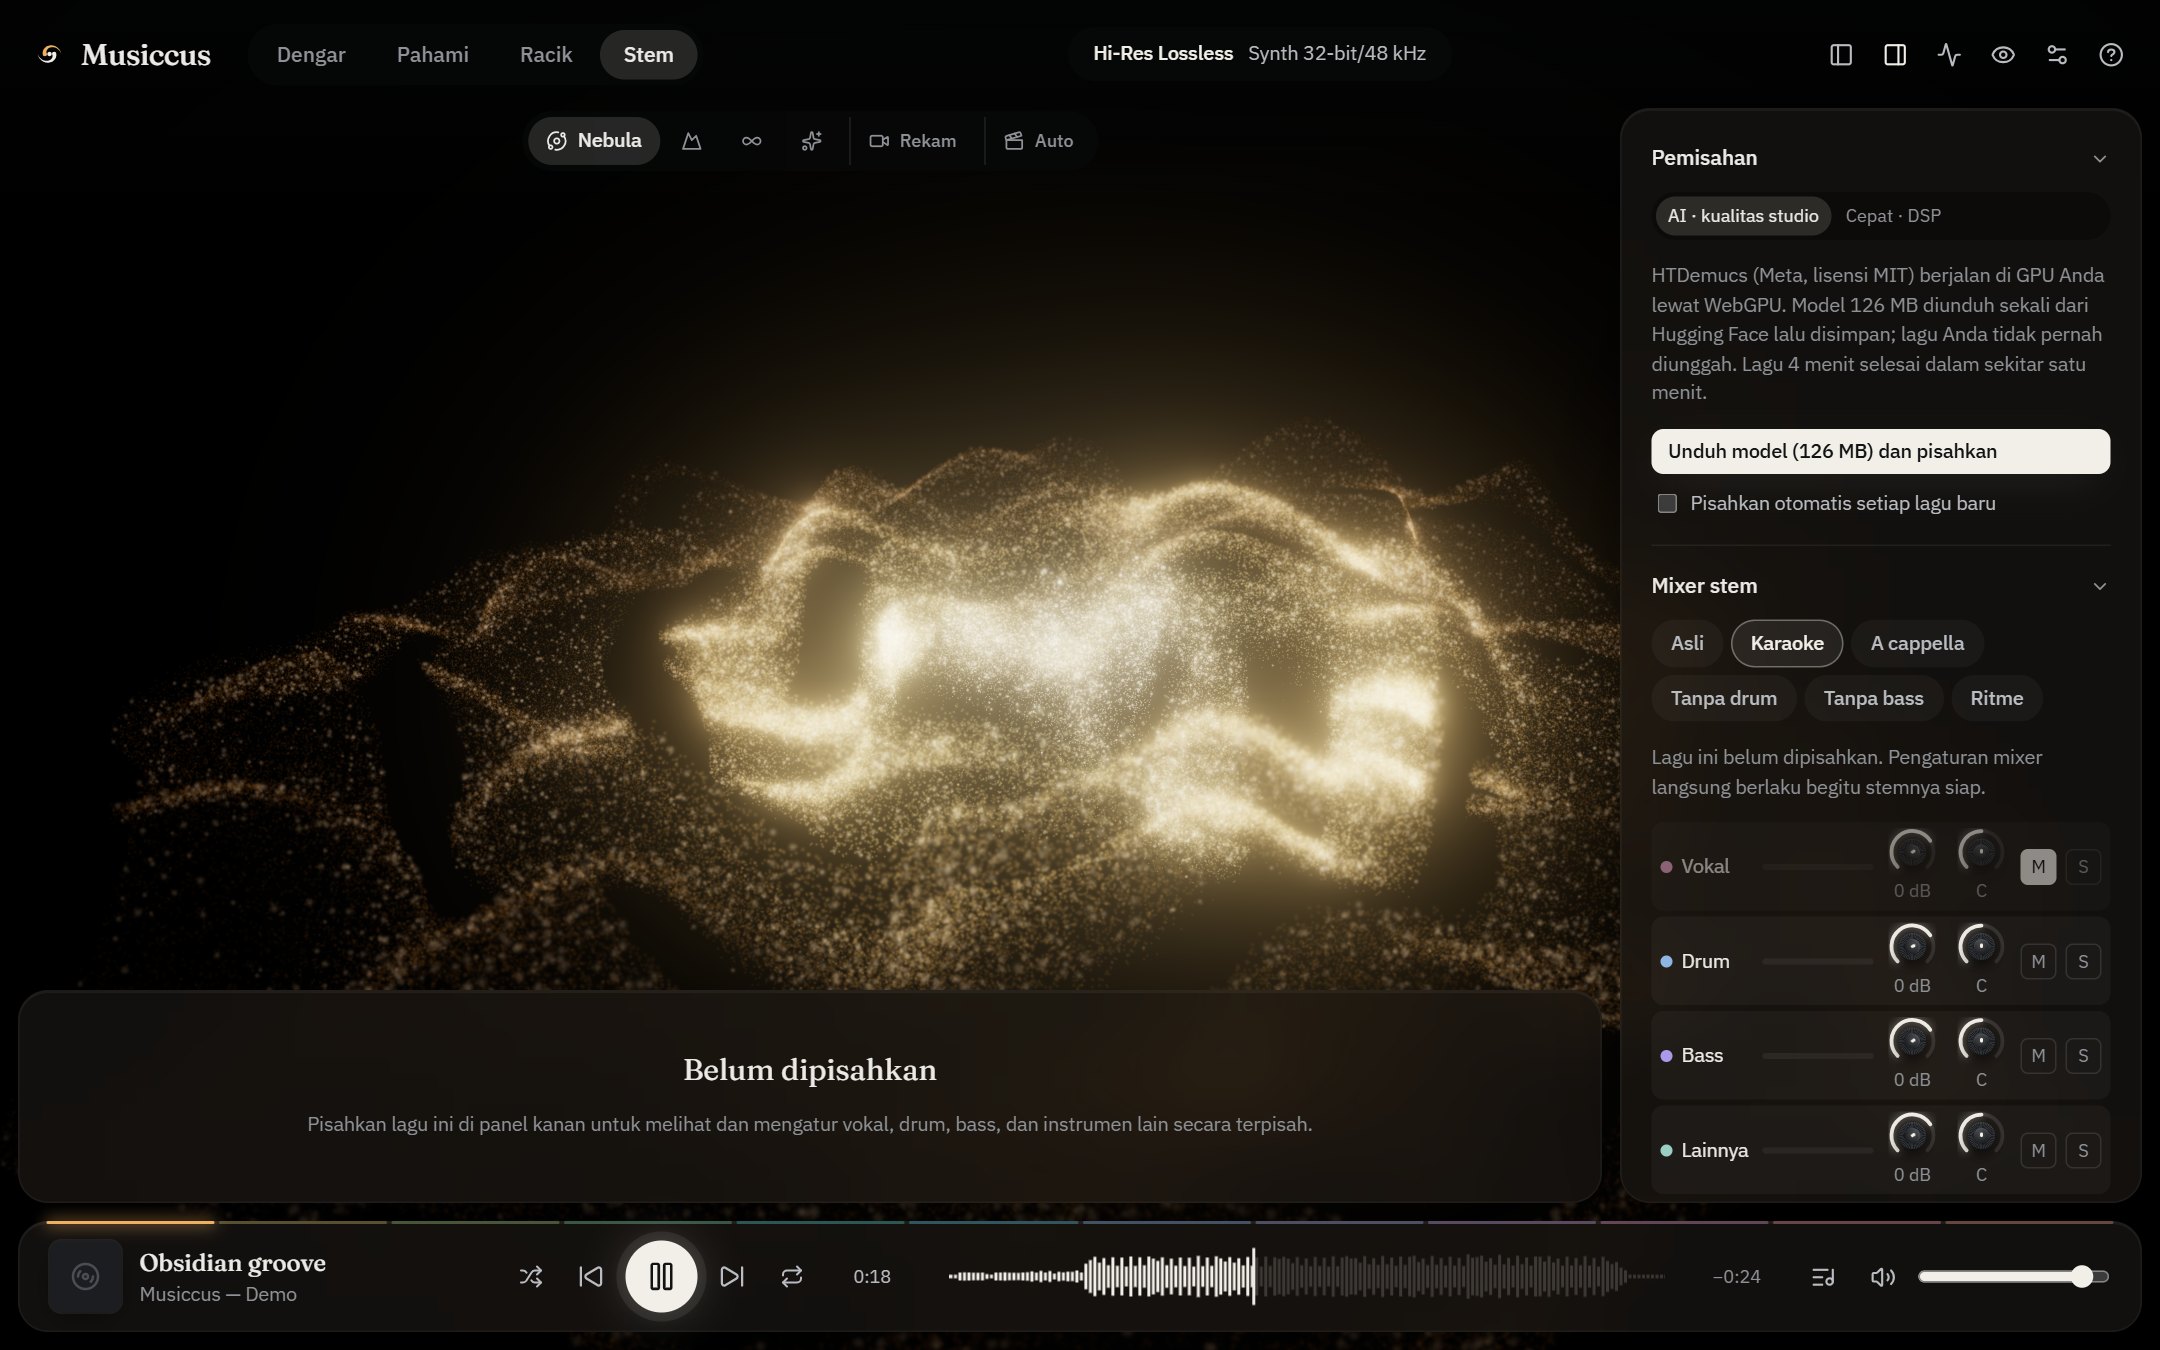 Musiccus
Dengar
Pahami
Racik
Stem
Hi-Res Lossless Synth 32-bit/48 kHz
Nebula
Rekam
Auto
Pemisahan
AI · kualitas studio
Cepat · DSP
HTDemucs (Meta, lisensi MIT) berjalan di GPU Anda
lewat WebGPU. Model 126 MB diunduh sekali dari
Hugging Face lalu disimpan; lagu Anda tidak pernah
diunggah. Lagu 4 menit selesai dalam sekitar satu
menit.
Unduh model (126 MB) dan pisahkan
Pisahkan otomatis setiap lagu baru
Mixer stem
Asli
Karaoke
A cappella
Tanpa drum
Tanpa bass
Ritme
Lagu ini belum dipisahkan. Pengaturan mixer
langsung berlaku begitu stemnya siap.
Vokal
0 dB
C
M
S
Drum
0 dB
C
M
S
Bass
0 dB
C
M
S
Lainnya
0 dB
C
M
S
Belum dipisahkan
Pisahkan lagu ini di panel kanan untuk melihat dan mengatur vokal, drum, bass, dan instrumen lain secara terpisah.
Obsidian groove
Musiccus — Demo
0:18
−0:24